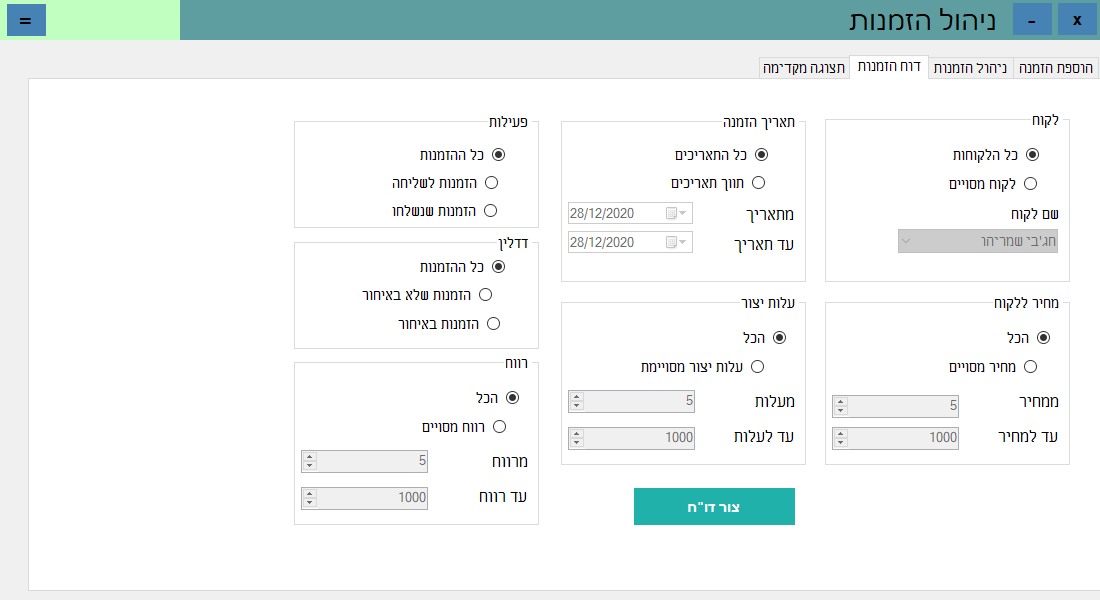 x
-
ניהול הזמנות
=
הוספת הזמנה
ניהול הזמנות
דוח הזמנות
תצוגה מקדימה
לקוח
כל הלקוחות
לקוח מסויים
שם לקוח
חג'בי שמריהו
תאריך הזמנה
כל התאריכים
תווך תאריכים
מתאריך
28/12/2020
עד תאריך
28/12/2020
פעילות
כל ההזמנות
הזמנות לשליחה
הזמנות שנשלחו
דדלין
כל ההזמנות
הזמנות שלא באיחור
הזמנות באיחור
מחיר ללקוח
הכל
מחיר מסויים
ממחיר
5
עד למחיר
1000
עלות יצור
הכל
עלות יצור מסויימת
מעלות
5
עד לעלות
1000
רווח
הכל
רווח מסויים
מרווח
5
עד רווח
1000
צור דו"ח